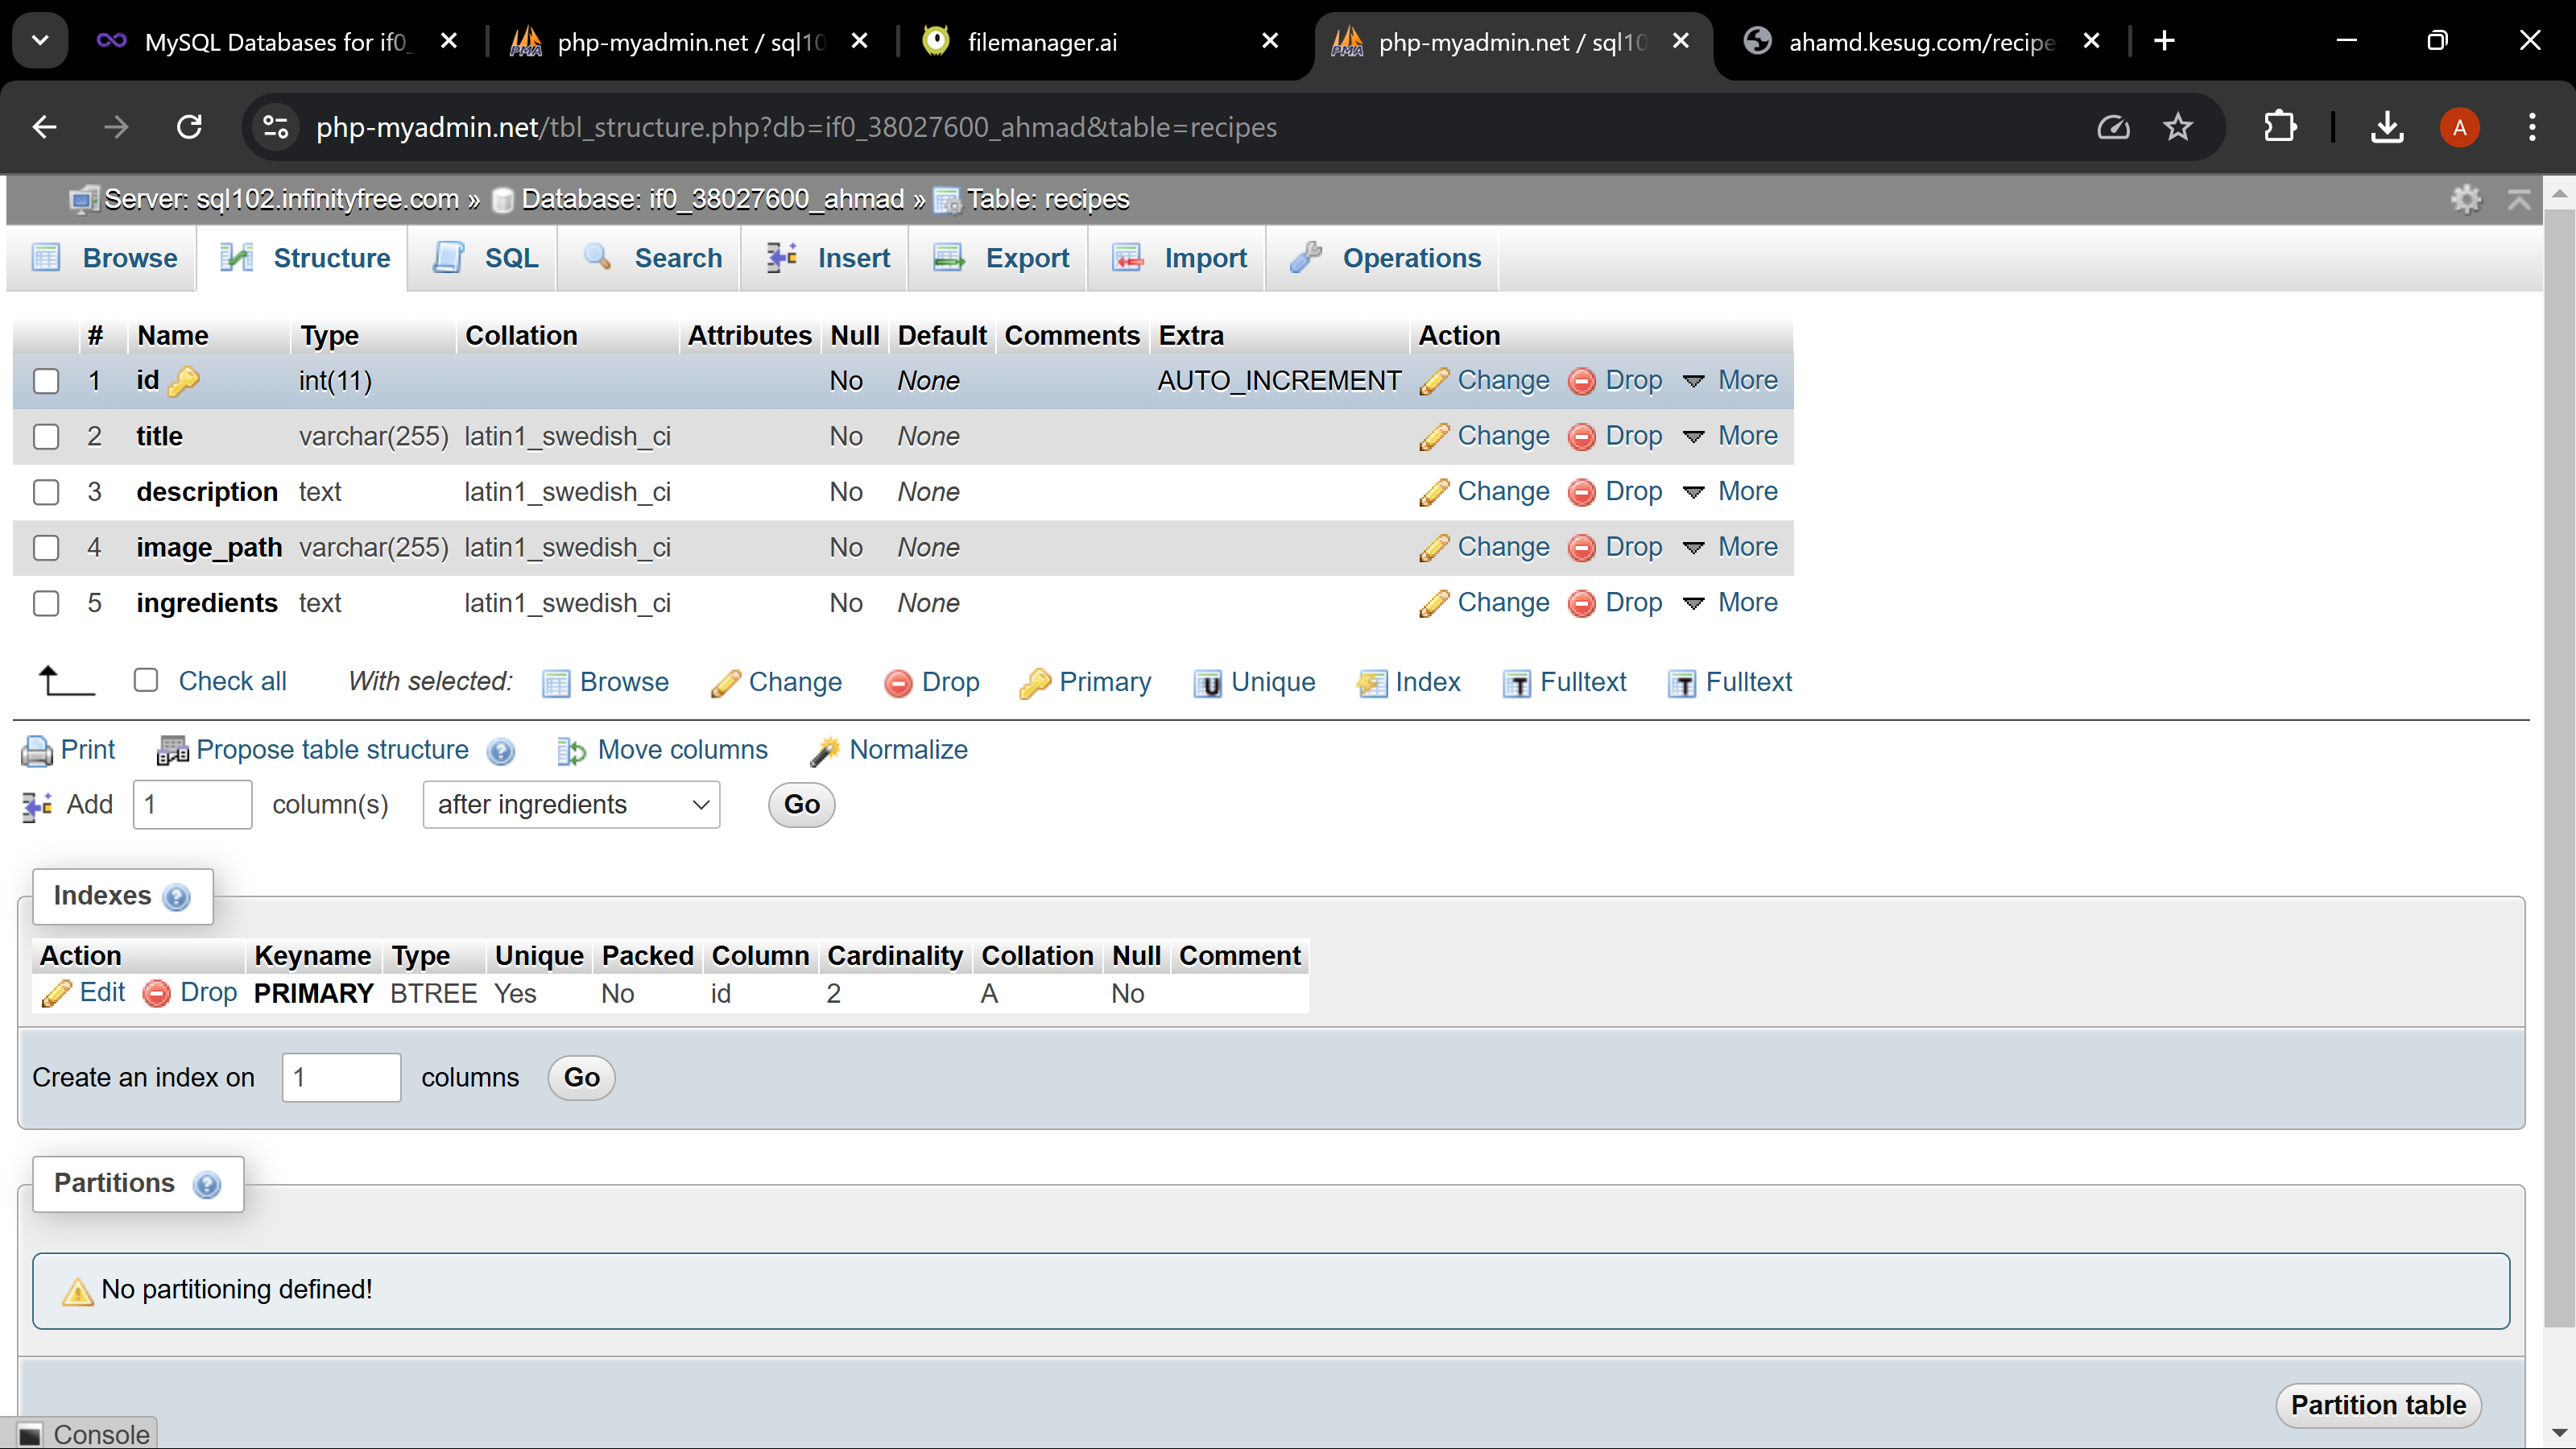 MySQL Databases for if0_
php-myadmin.net / sql10
filemanager.ai
php-myadmin.net / sql10
ahamd.kesug.com/recipe
php-myadmin.net/tbl_structure.php?db=if0_38027600_ahmad&table=recipes
A
Server: sql102.infinityfree.com » Database: if0_38027600_ahmad » Table: recipes
Browse Structure SQL Search Insert Export Import Operations
# Name Type Collation Attributes Null Default Comments Extra Action
1 id int(11) No None AUTO_INCREMENT Change Drop More
2 title varchar(255) latin1_swedish_ci No None Change Drop More
3 description text latin1_swedish_ci No None Change Drop More
4 image_path varchar(255) latin1_swedish_ci No None Change Drop More
5 ingredients text latin1_swedish_ci No None Change Drop More
Check all With selected: Browse Change Drop Primary Unique Index Fulltext Fulltext
Print Propose table structure Move columns Normalize
Add 1 column(s) after ingredients Go
Indexes
Action Keyname Type Unique Packed Column Cardinality Collation Null Comment
Edit Drop PRIMARY BTREE Yes No id 2 A No
Create an index on 1 columns Go
Partitions
No partitioning defined!
Partition table
Console